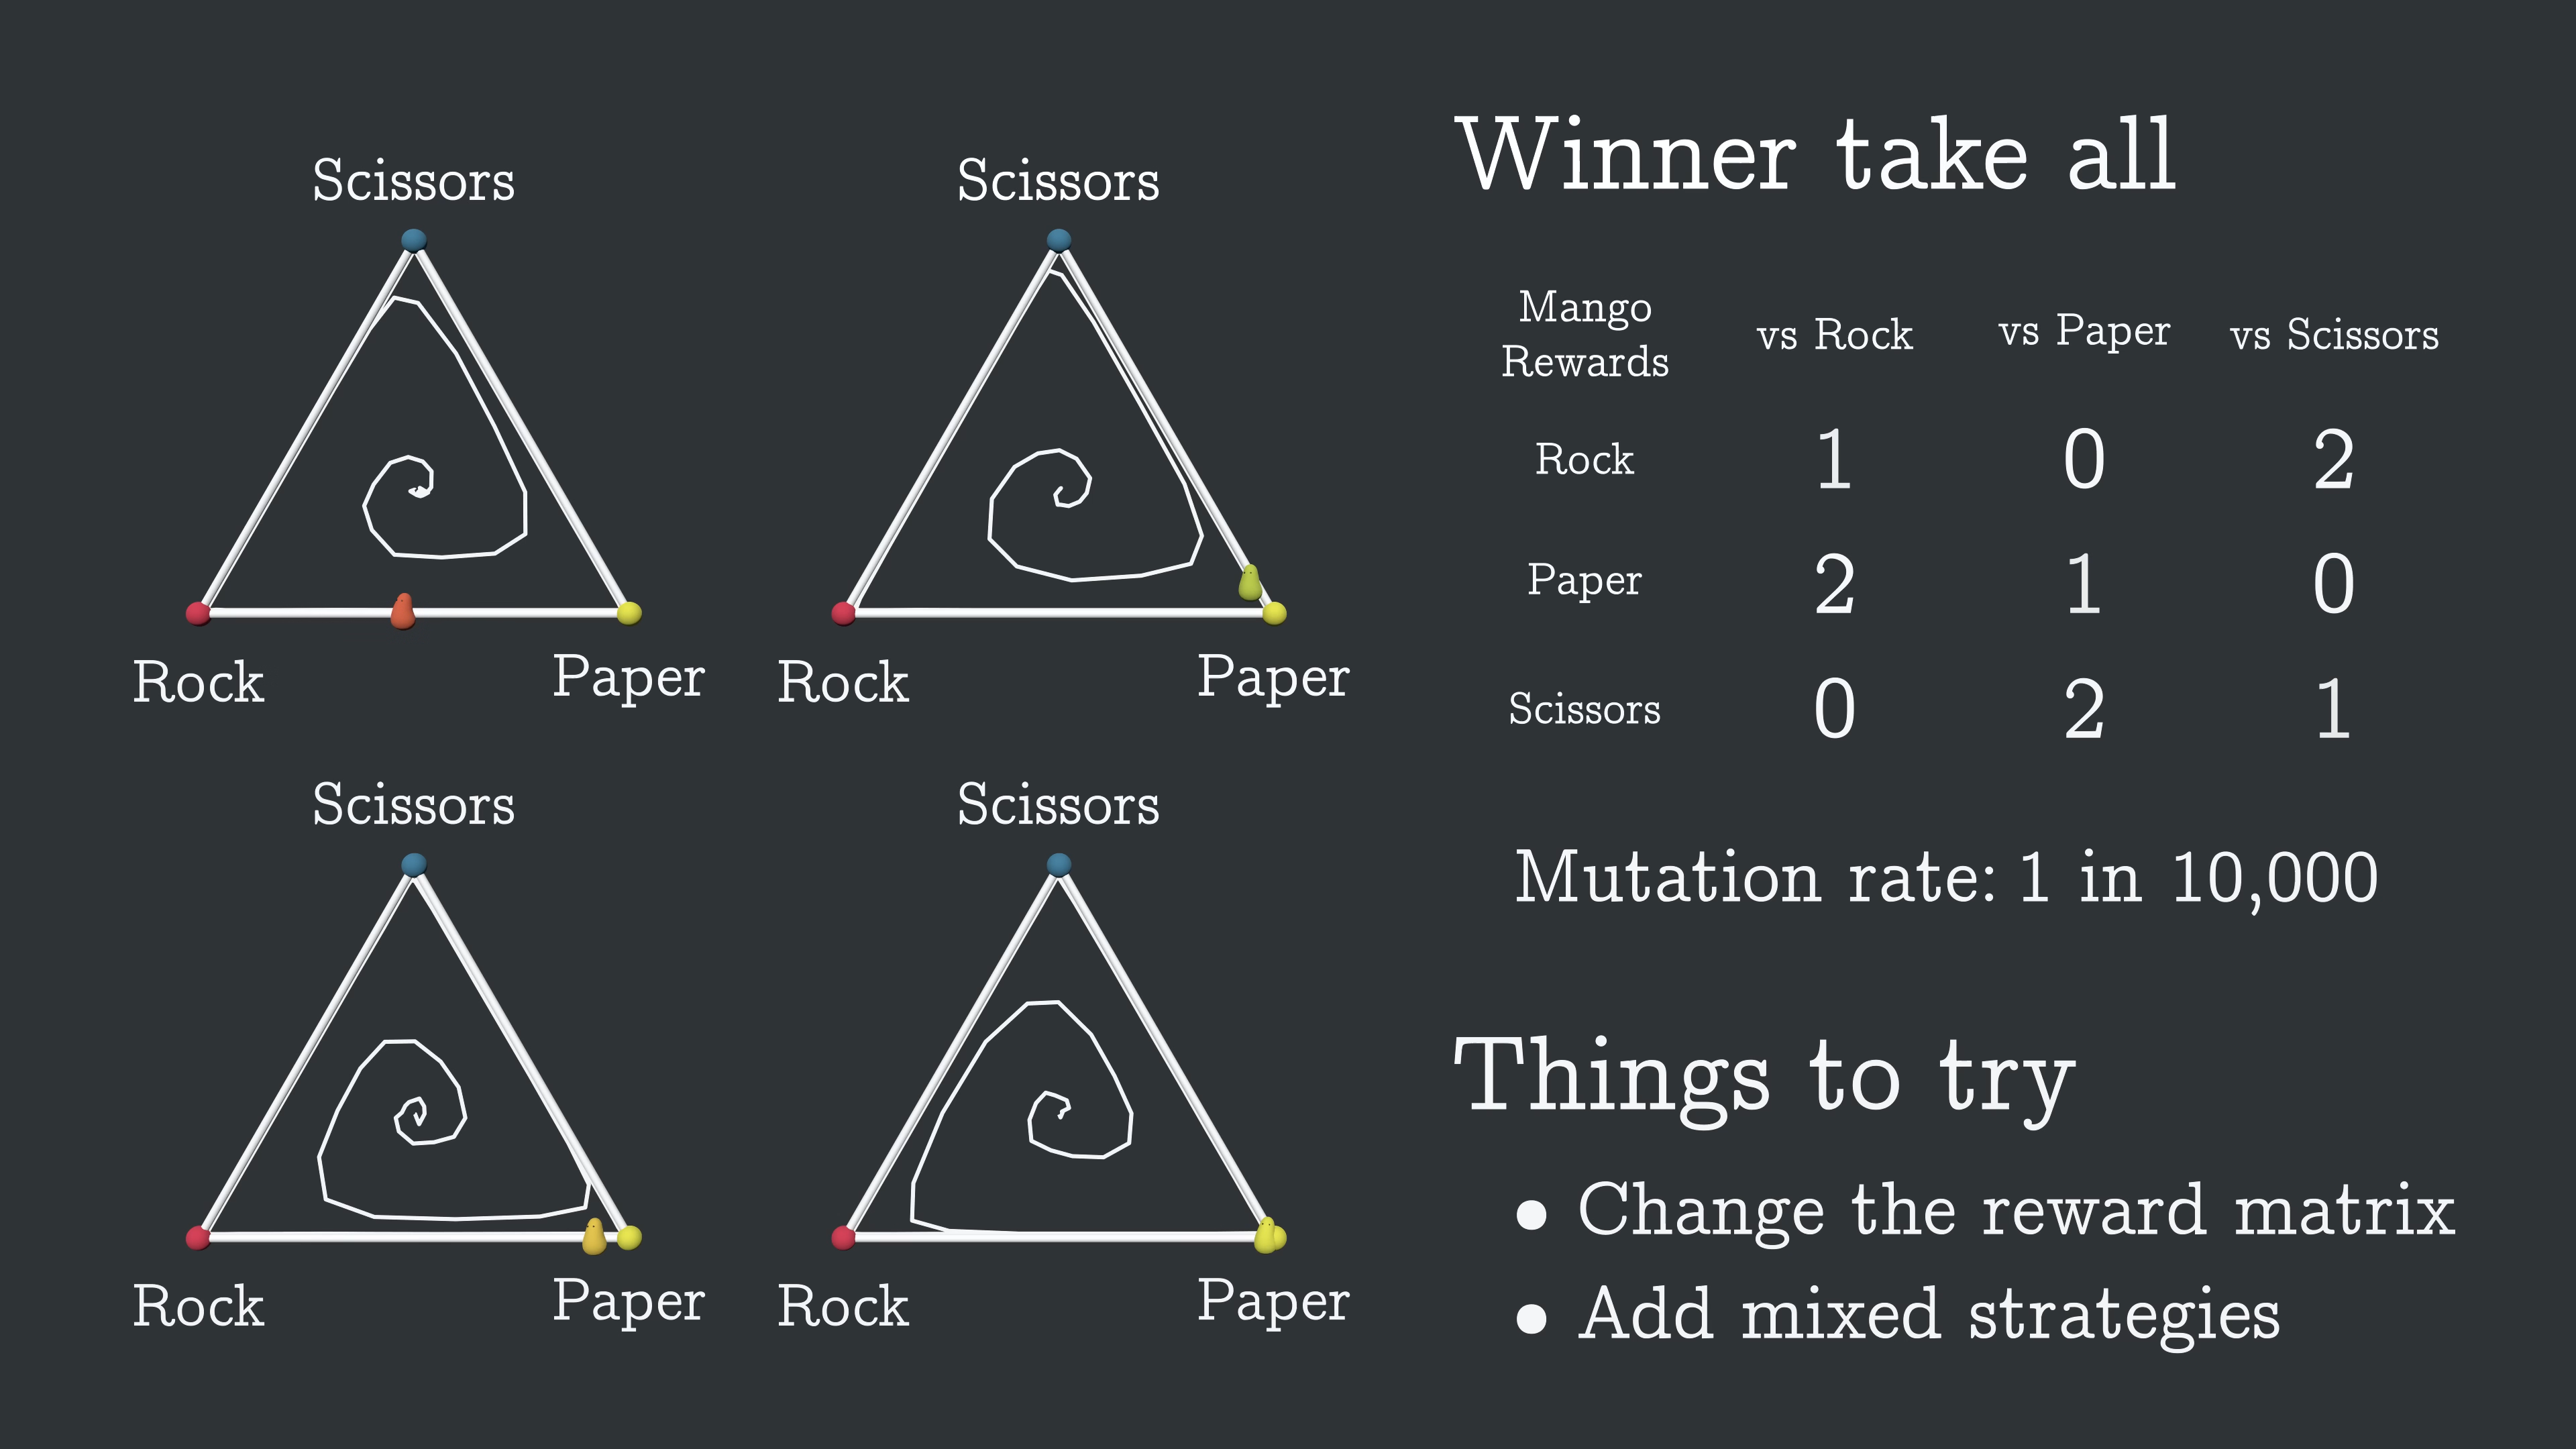 Scissors
Rock Paper
Scissors
Rock Paper
Scissors
Rock Paper
Scissors
Rock Paper
Winner take all
Mango
Rewards
vs Rock vs Paper vs Scissors
Rock 1 0 2
Paper 2 1 0
Scissors 0 2 1
Mutation rate: 1 in 10,000
Things to try
• Change the reward matrix
• Add mixed strategies